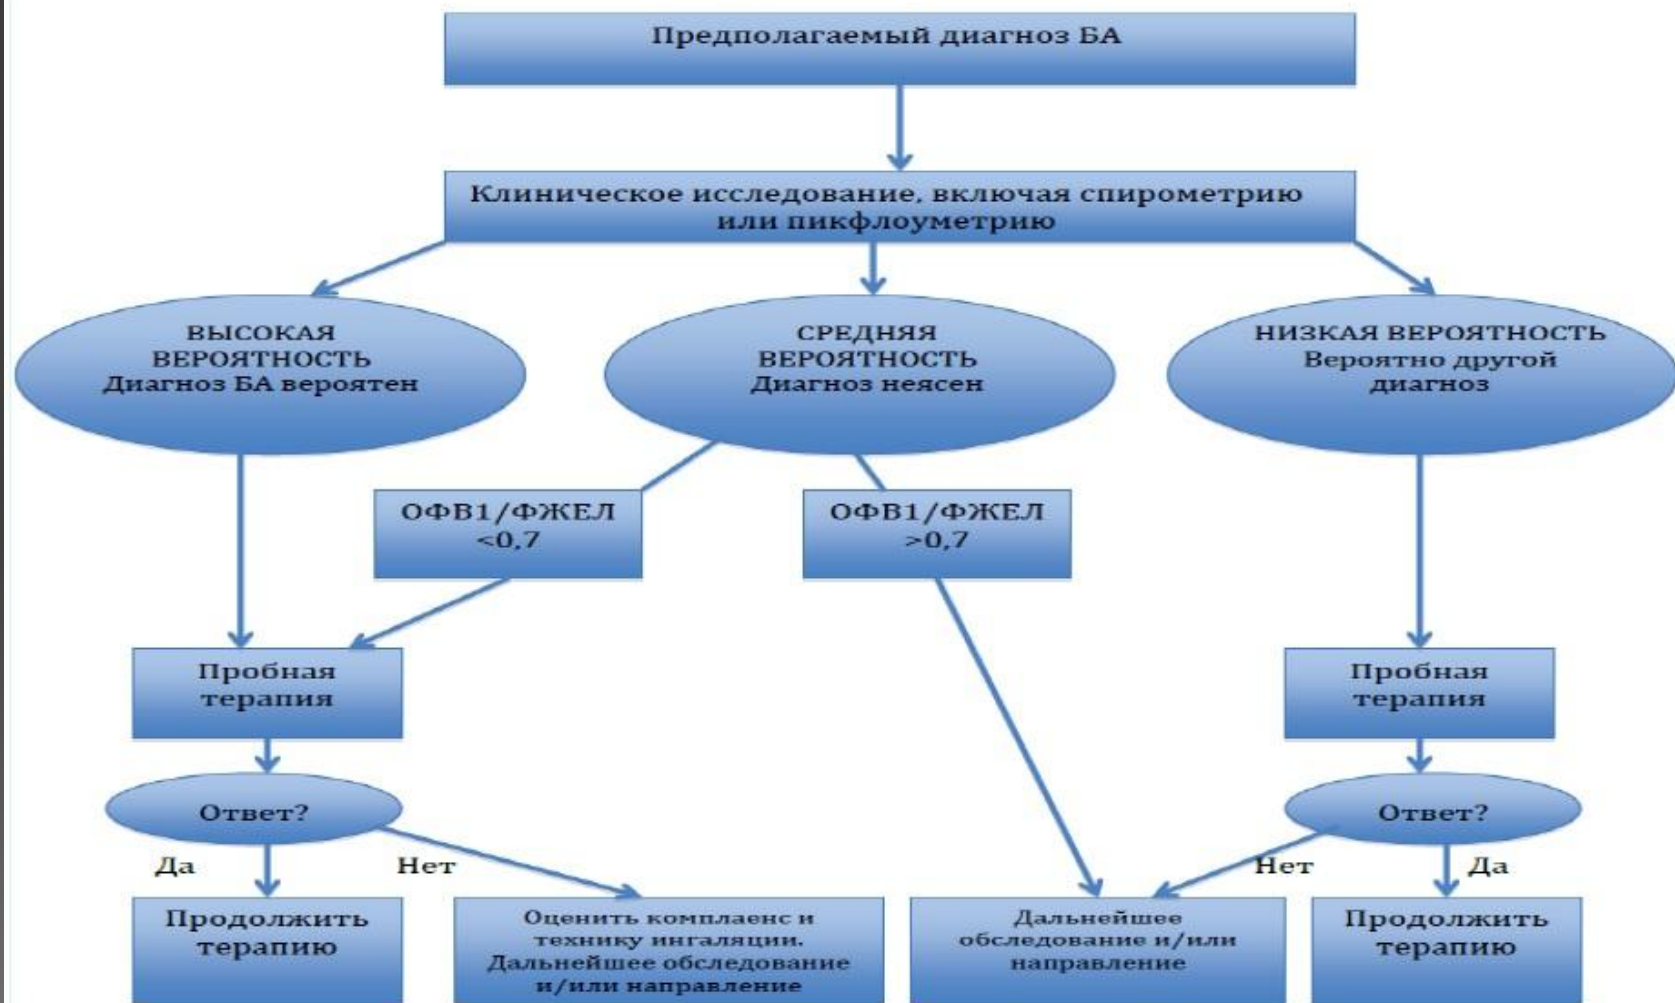 Предполагаемый диагноз БА
Клиническое исследование, включая спирометрию
или пикфлоуметрию
ВЫСОКАЯ
ВЕРОЯТНОСТЬ
Диагноз БА вероятен
СРЕДНЯЯ
ВЕРОЯТНОСТЬ
Диагноз неясен
НИЗКАЯ ВЕРОЯТНОСТЬ
Вероятно другой
диагноз
ОФВ1/ФЖЕЛ
<0,7
ОФВ1/ФЖЕЛ
>0,7
Пробная
терапия
Пробная
терапия
Ответ?
Ответ?
Да
Нет
Нет
Да
Продолжить
терапию
Оценить комплаенс и
технику ингаляции.
Дальнейшее обследование
и/или направление
Дальнейшее
обследование и/или
направление
Продолжить
терапию